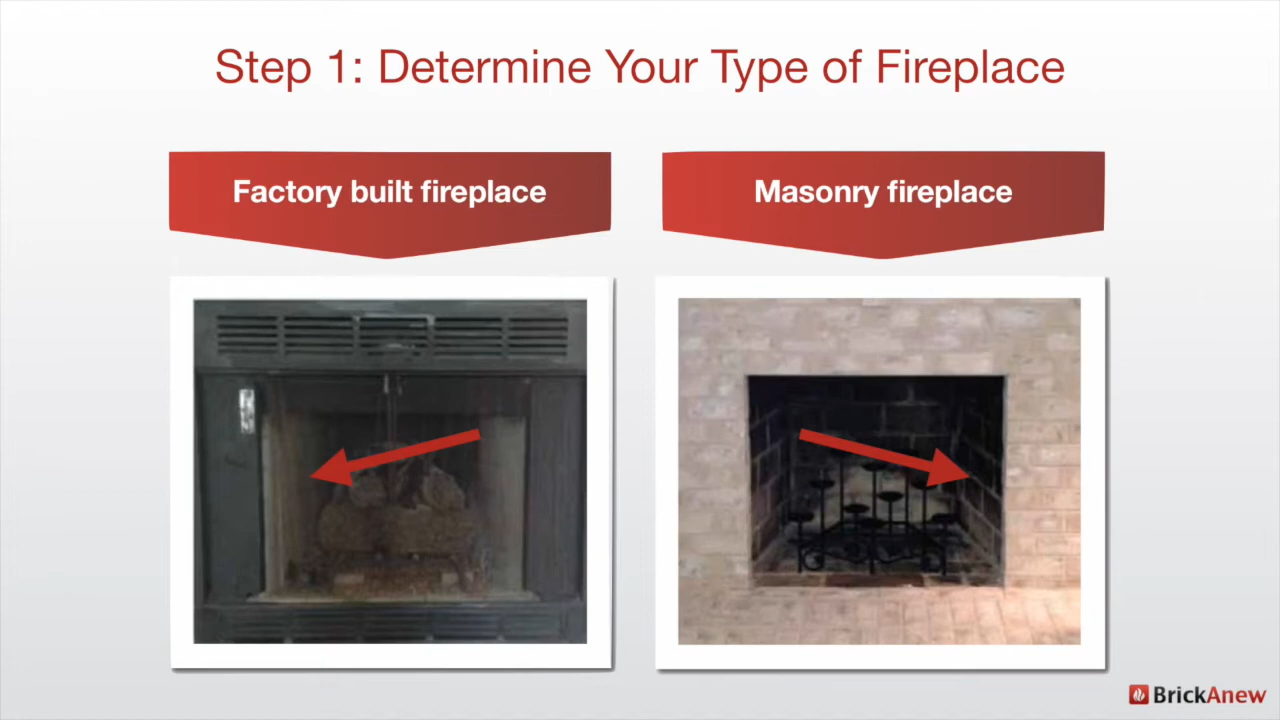 Step 1: Determine Your Type of Fireplace
Factory built fireplace
Masonry fireplace
BrickAnew